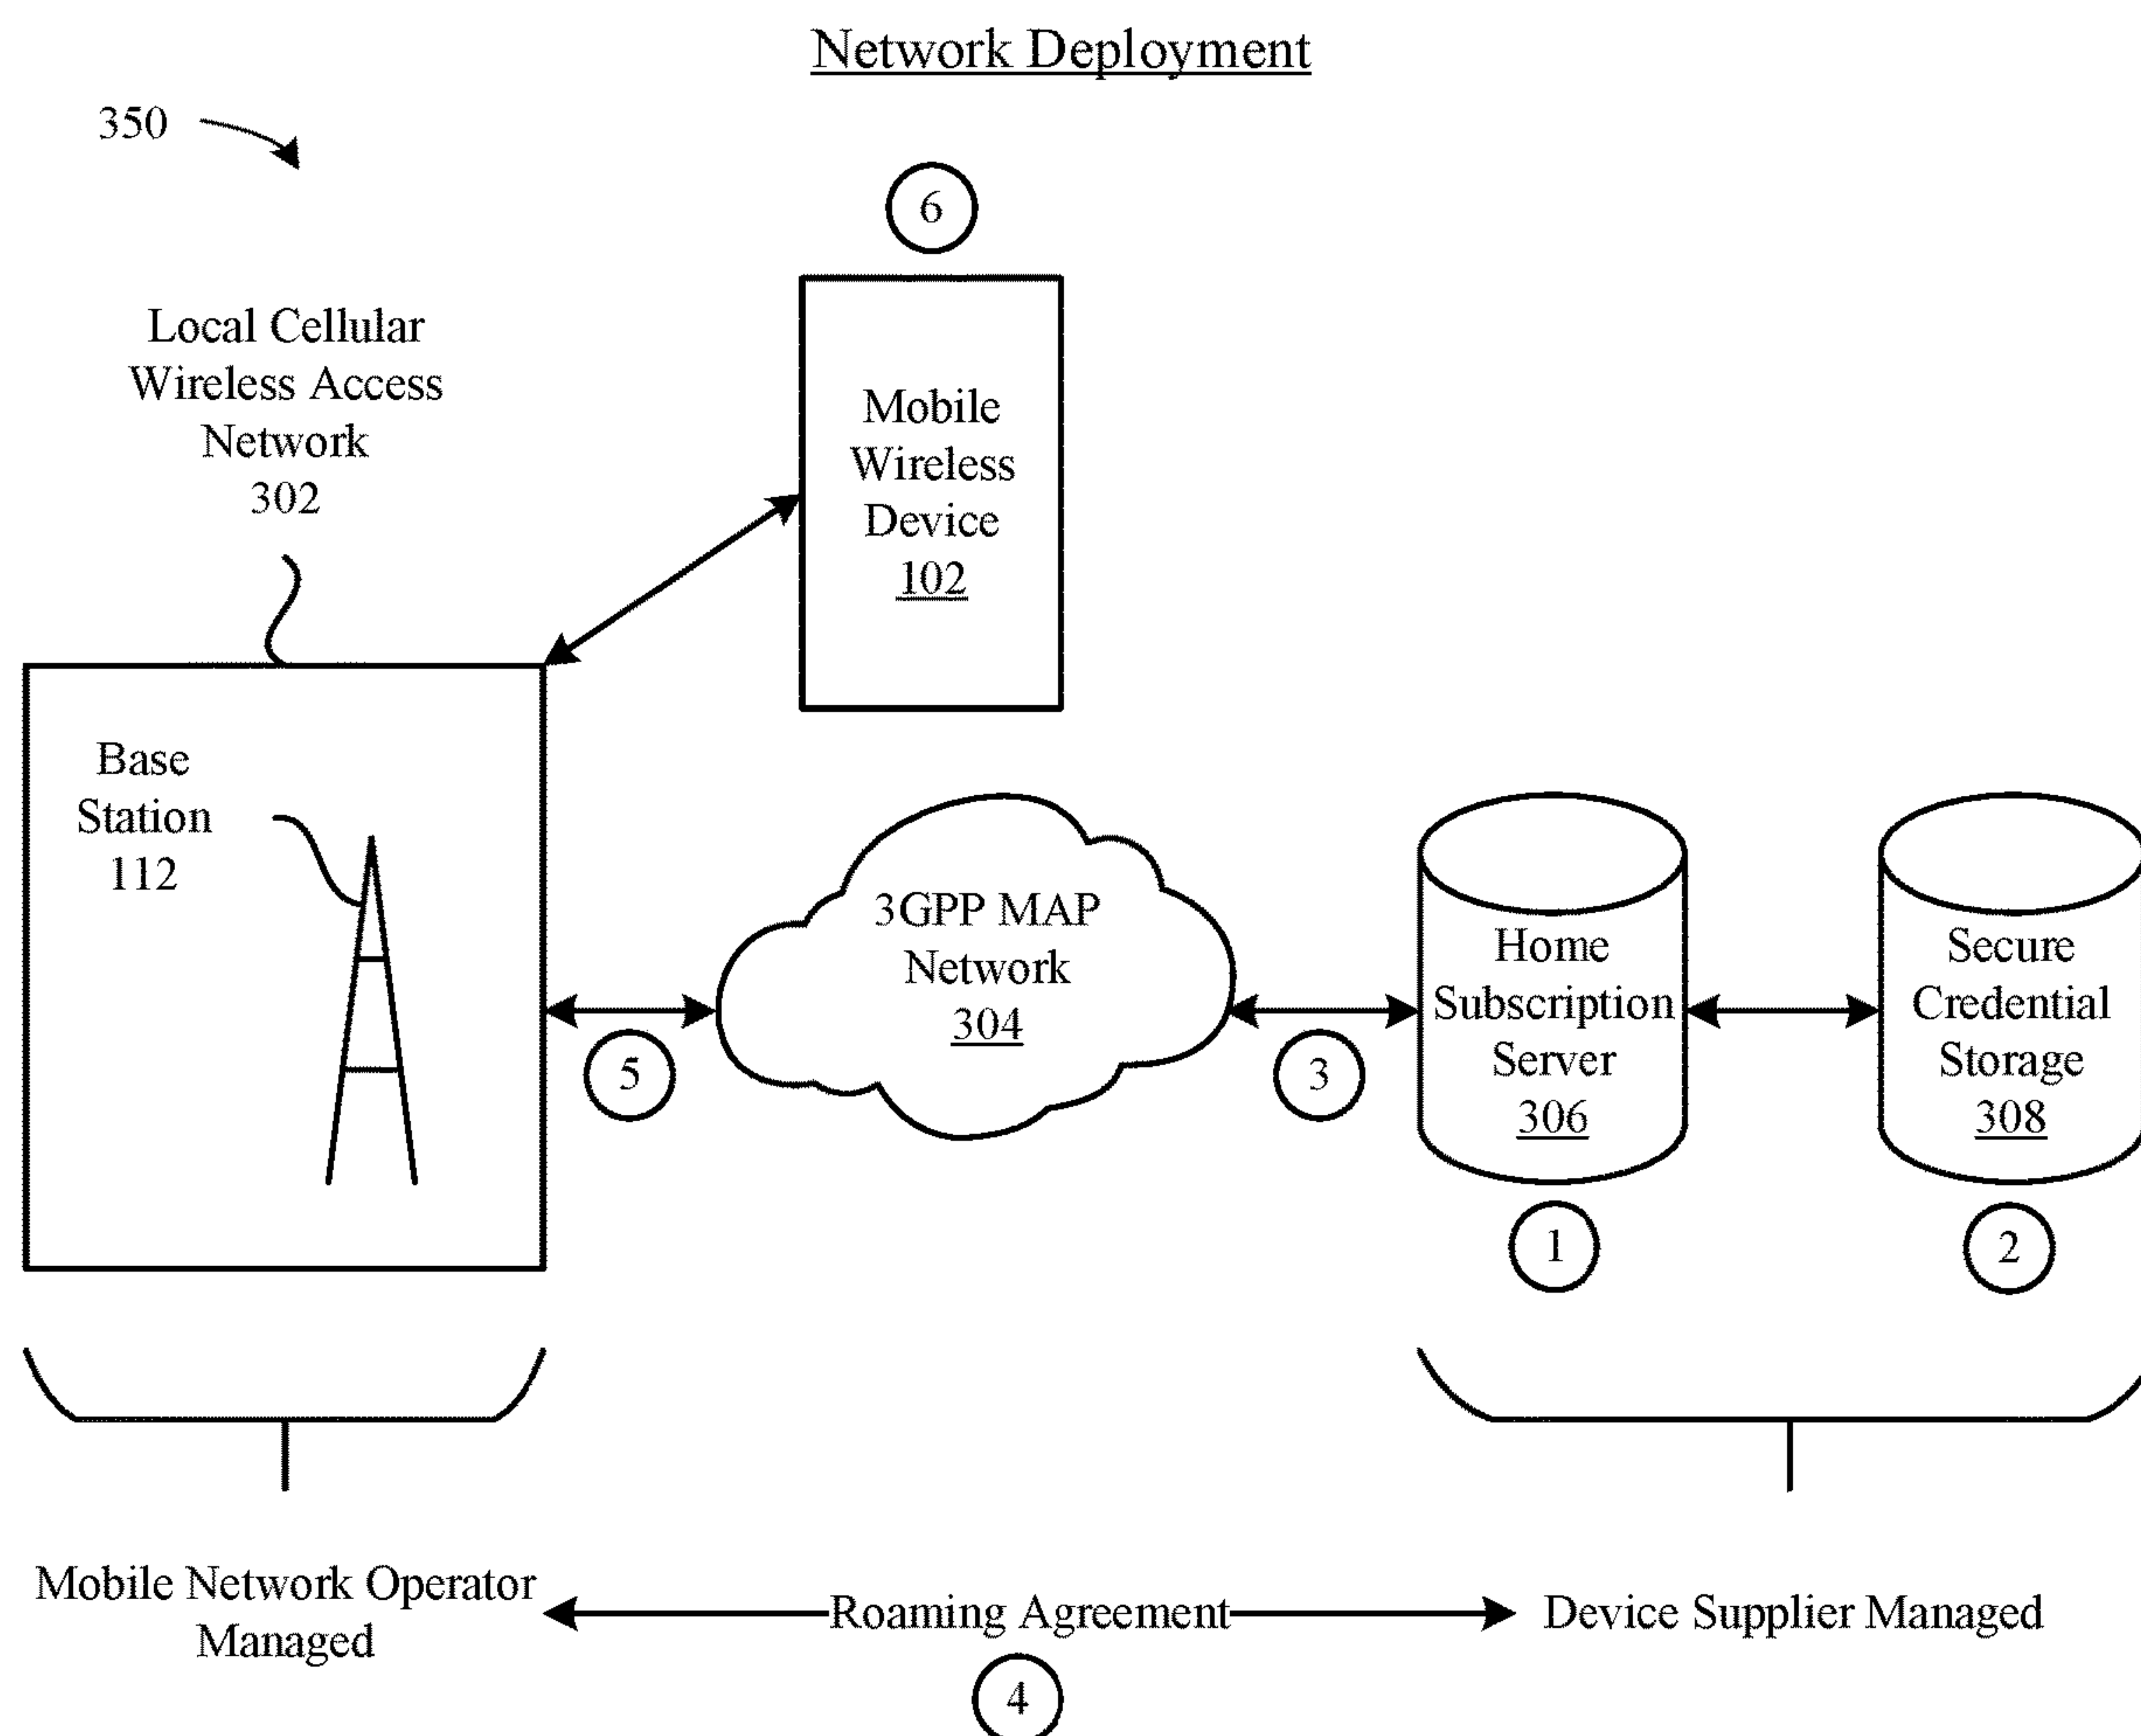 Network Deployment
350
6
Local Cellular
Wireless Access
Network
302
Mobile
Wireless
Device
102
Base
Station
112
3GPP MAP
Network
304
Home
Subscription
Server
306
Secure
Credential
Storage
308
5
3
1
2
Mobile Network Operator
Managed
Roaming Agreement
Device Supplier Managed
4